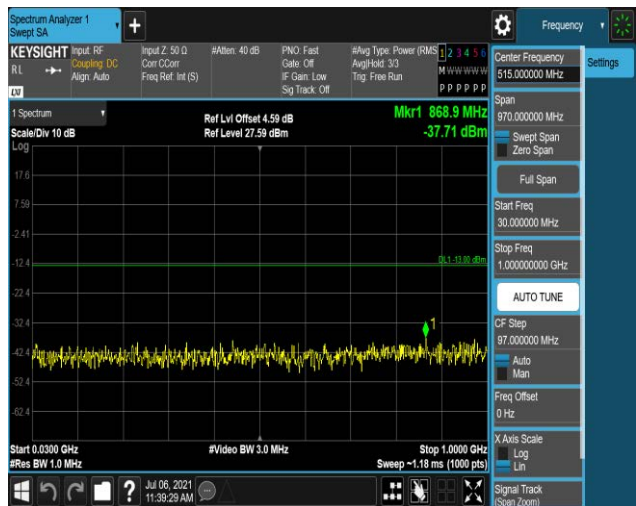 Spectrum Analyzer 1
Swept SA
+
Frequency
KEYSIGHT
RL
LXI
Input: RF
Coupling: DC
Align: Auto
Input Z: 50 Ω
Corr CCorr
Freq Ref: Int (S)
#Atten: 40 dB
PNO: Fast
Gate: Off
IF Gain: Low
Sig Track: Off
#Avg Type: Power (RMS
Avg|Hold: 3/3
Trig: Free Run
1 2 3 4 5 6
M W W W W W
P P P P P P
1 Spectrum
Scale/Div 10 dB
Ref Lvl Offset 4.59 dB
Ref Level 27.59 dBm
Mkr1 868.9 MHz
-37.71 dBm
Log
17.6
7.59
-2.41
-12.4
-22.4
-32.4
-42.4
-52.4
-62.4
DL1 -13.00 dBm
1
Start 0.0300 GHz
#Res BW 1.0 MHz
#Video BW 3.0 MHz
Stop 1.0000 GHz
Sweep ~1.18 ms (1000 pts)
?
Jul 06, 2021
11:39:29 AM
Center Frequency
515.000000 MHz
Settings
Span
970.000000 MHz
Swept Span
Zero Span
Full Span
Start Freq
30.000000 MHz
Stop Freq
1.000000000 GHz
AUTO TUNE
CF Step
97.000000 MHz
Auto
Man
Freq Offset
0 Hz
X Axis Scale
Log
Lin
Signal Track
(Span Zoom)